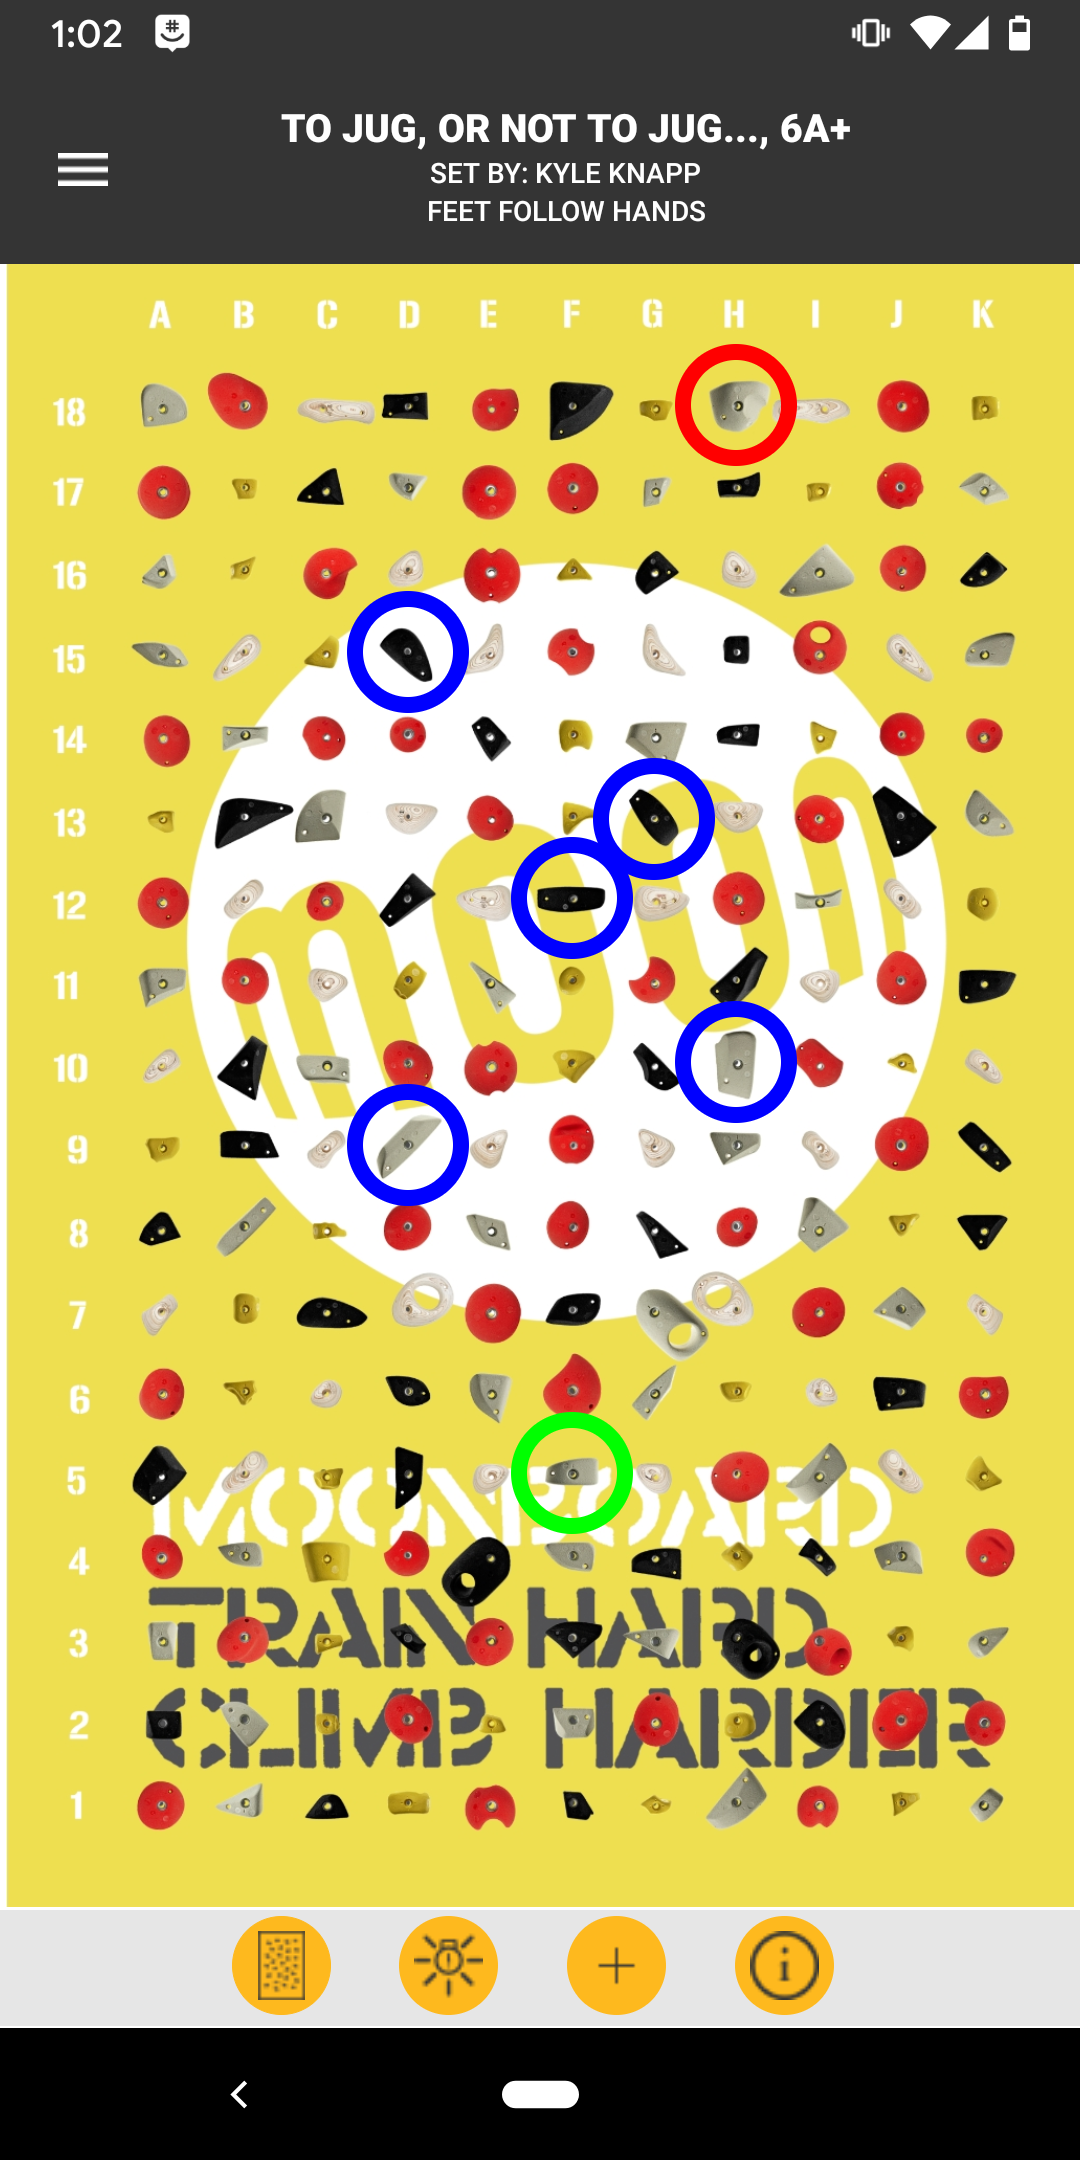 1:02
TO JUG, OR NOT TO JUG..., 6A+
SET BY: KYLE KNAPP
FEET FOLLOW HANDS
A B C D E F G H I J K
18
17
16
15
14
13
12
11
10
9
8
7
6
5
4
3
2
1
moon
MOONBOARD
TRAIN HARD
CLIMB HARDER